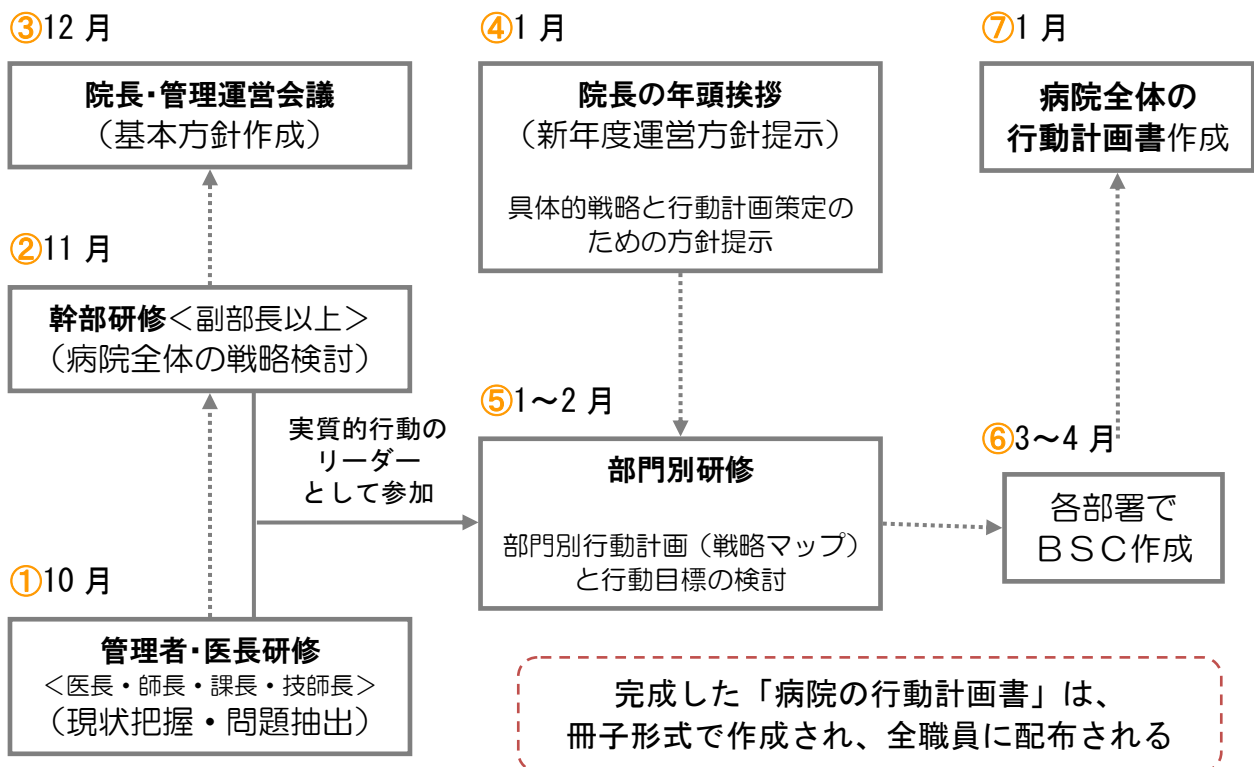 ③12 月
院長・管理運営会議
（基本方針作成）
②11 月
幹部研修＜副部長以上＞
（病院全体の戦略検討）
①10 月
管理者・医長研修
＜医長・師長・課長・技師長＞
（現状把握・問題抽出）
実質的行動の
リーダー
として参加
④1 月
院長の年頭挨拶
（新年度運営方針提示）
具体的戦略と行動計画策定の
ための方針提示
⑤1～2 月
部門別研修
部門別行動計画（戦略マップ）
と行動目標の検討
⑦1 月
病院全体の
行動計画書作成
⑥3～4 月
各部署で
ＢＳＣ作成
完成した「病院の行動計画書」は、
冊子形式で作成され、全職員に配布される